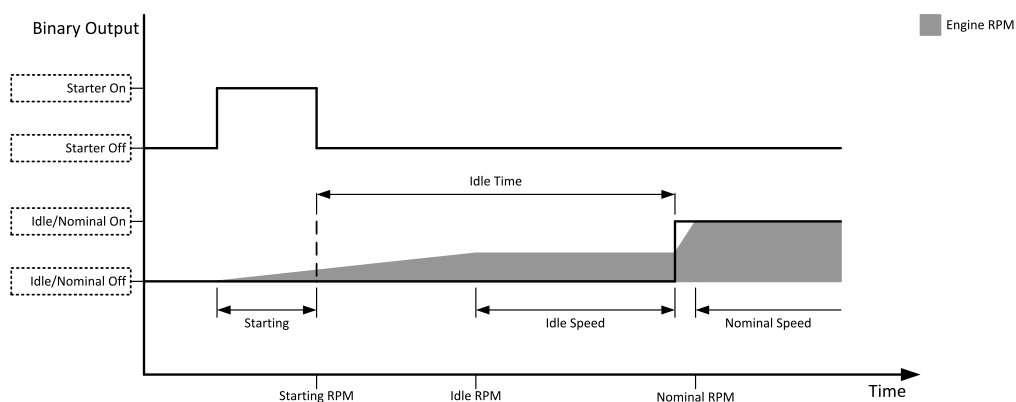 Binary Output
Engine RPM
Starter On
Starter Off
Idle Time
Idle/Nominal On
Idle/Nominal Off
Starting
Idle Speed
Nominal Speed
Time
Starting RPM
Idle RPM
Nominal RPM